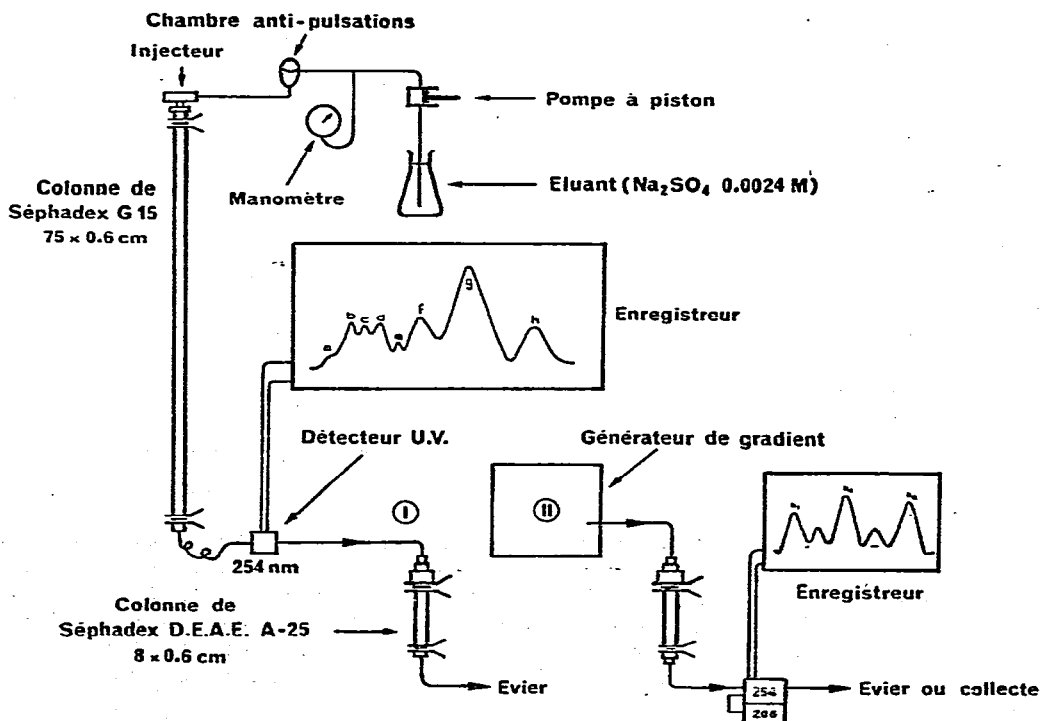 Chambre anti-pulsations
Injecteur
Pompe à piston
Eluant (Na₂SO₄ 0.0024 M)
Manomètre
Colonne de
Séphadex G 15
75 x 0.6 cm
b c d
f
g
h
Enregistreur
Détecteur U.V.
Générateur de gradient
I
II
254 nm
Enregistreur
Colonne de
Séphadex D.E.A.E. A-25
8 x 0.6 cm
Evier
254
Evier ou collecte